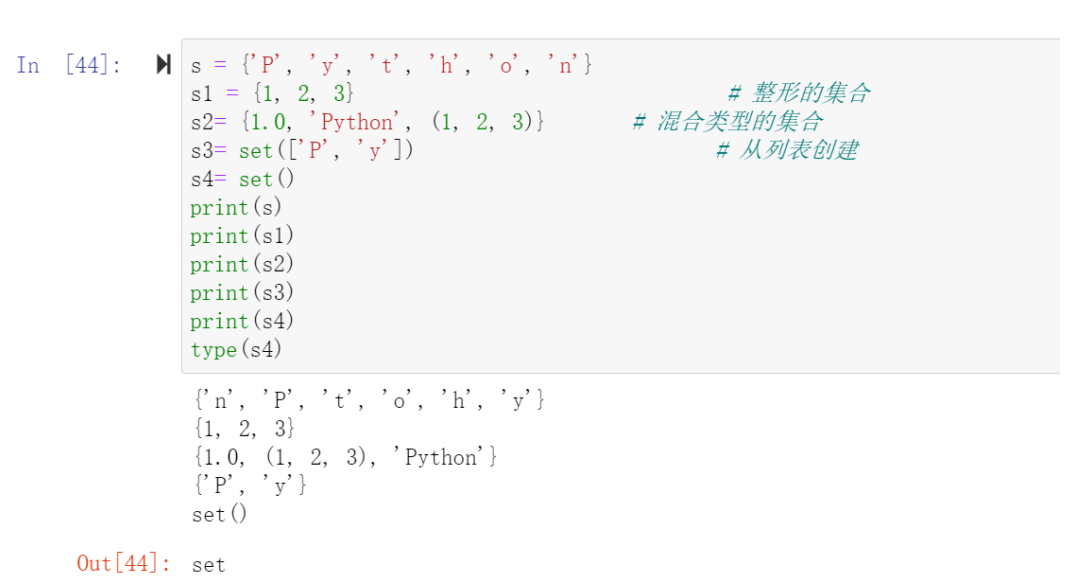 In [44]: s = {'P', 'y', 't', 'h', 'o', 'n'}
s1 = {1, 2, 3} # 整形的集合
s2= {1.0, 'Python', (1, 2, 3)} # 混合类型的集合
s3= set(['P', 'y']) # 从列表创建
s4= set()
print(s)
print(s1)
print(s2)
print(s3)
print(s4)
type(s4)
{'n', 'P', 't', 'o', 'h', 'y'}
{1, 2, 3}
{1.0, (1, 2, 3), 'Python'}
{'P', 'y'}
set()
Out[44]: set